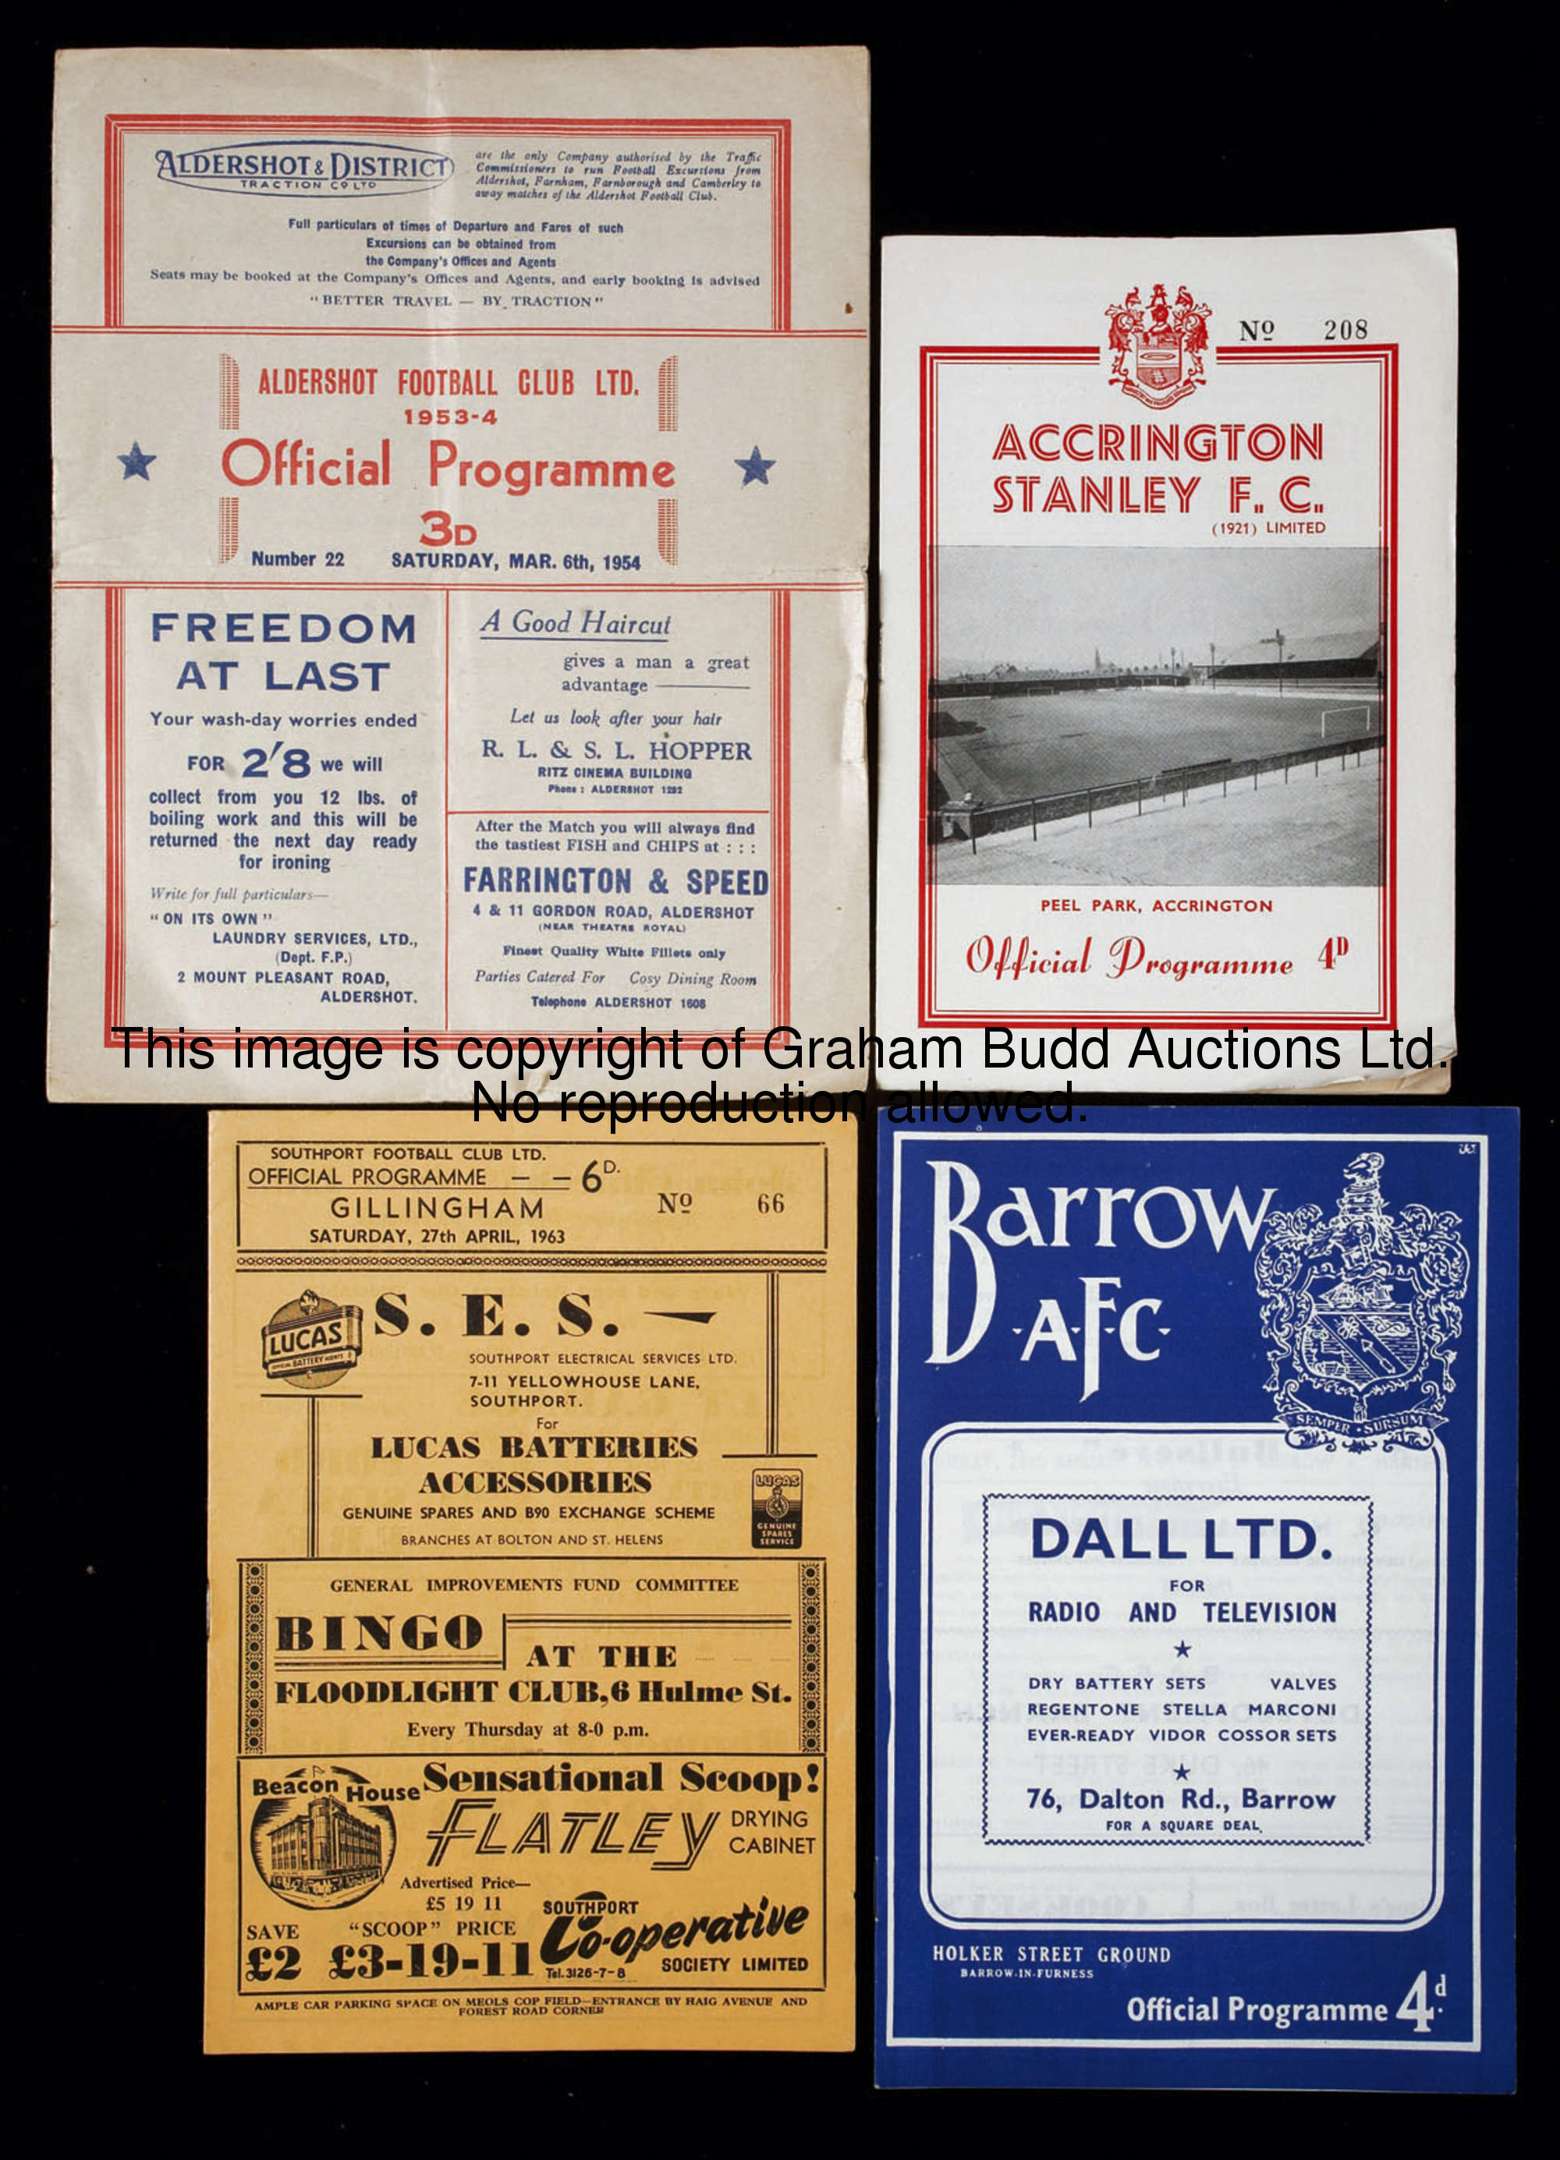 ALDERSHOT & DISTRICT
TRACTION CO LTD
are the only Company authorised by the Traffic
Commissioners to run Football Excursions from
Aldershot, Farnham, Farnborough and Camberley to
away matches of the Aldershot Football Club.
Full particulars of times of Departure and Fares of such
Excursions can be obtained from
the Company's Offices and Agents
Seats may be booked at the Company's Offices and Agents, and early booking is advised
"BETTER TRAVEL — BY TRACTION"
ALDERSHOT FOOTBALL CLUB LTD.
1953-4
Official Programme
3D
Number 22 SATURDAY, MAR. 6th, 1954
FREEDOM
AT LAST
Your wash-day worries ended
FOR 2'8 we will
collect from you 12 lbs. of
boiling work and this will be
returned the next day ready
for ironing
Write for full particulars—
"ON ITS OWN"
LAUNDRY SERVICES, LTD.,
(Dept. F.P.)
2 MOUNT PLEASANT ROAD,
ALDERSHOT.
A Good Haircut
gives a man a great
advantage
Let us look after your hair
R. L. & S. L. HOPPER
RITZ CINEMA BUILDING
Phone : ALDERSHOT 1292
After the Match you will always find
the tastiest FISH and CHIPS at : : :
FARRINGTON & SPEED
4 & 11 GORDON ROAD, ALDERSHOT
(NEAR THEATRE ROYAL)
Finest Quality White Fillets only
Parties Catered For Cosy Dining Room
Telephone ALDERSHOT 1608
Nº 208
ACCRINGTON
STANLEY F. C.
(1921) LIMITED
PEEL PARK, ACCRINGTON
Official Programme 4D
This image is copyright of Graham Budd Auctions Ltd.
No reproduction allowed.
SOUTHPORT FOOTBALL CLUB LTD.
OFFICIAL PROGRAMME — — 6D.
GILLINGHAM
SATURDAY, 27th APRIL, 1963
Nº 66
LUCAS
OFFICIAL BATTERY AGENTS
S. E. S. —
SOUTHPORT ELECTRICAL SERVICES LTD.
7-11 YELLOWHOUSE LANE,
SOUTHPORT.
For
LUCAS BATTERIES
ACCESSORIES
GENUINE SPARES AND B90 EXCHANGE SCHEME
BRANCHES AT BOLTON AND ST. HELENS
LUCAS
GENUINE
SPARES
SERVICE
GENERAL IMPROVEMENTS FUND COMMITTEE
BINGO
AT THE
FLOODLIGHT CLUB, 6 Hulme St.
Every Thursday at 8-0 p.m.
Beacon House
Sensational Scoop!
FLATLEY DRYING
CABINET
Advertised Price—
£5 19 11
SAVE "SCOOP" PRICE
£2 £3-19-11
SOUTHPORT
Co-operative
Tel. 3126-7-8 SOCIETY LIMITED
AMPLE CAR PARKING SPACE ON MEOLS COP FIELD—ENTRANCE BY HAIG AVENUE AND
FOREST ROAD CORNER
Barrow
A·F·C·
SEMPER · SURSUM
DALL LTD.
FOR
RADIO AND TELEVISION
DRY BATTERY SETS VALVES
REGENTONE STELLA MARCONI
EVER-READY VIDOR COSSOR SETS
76, Dalton Rd., Barrow
FOR A SQUARE DEAL.
HOLKER STREET GROUND
BARROW-IN-FURNESS
Official Programme 4d.